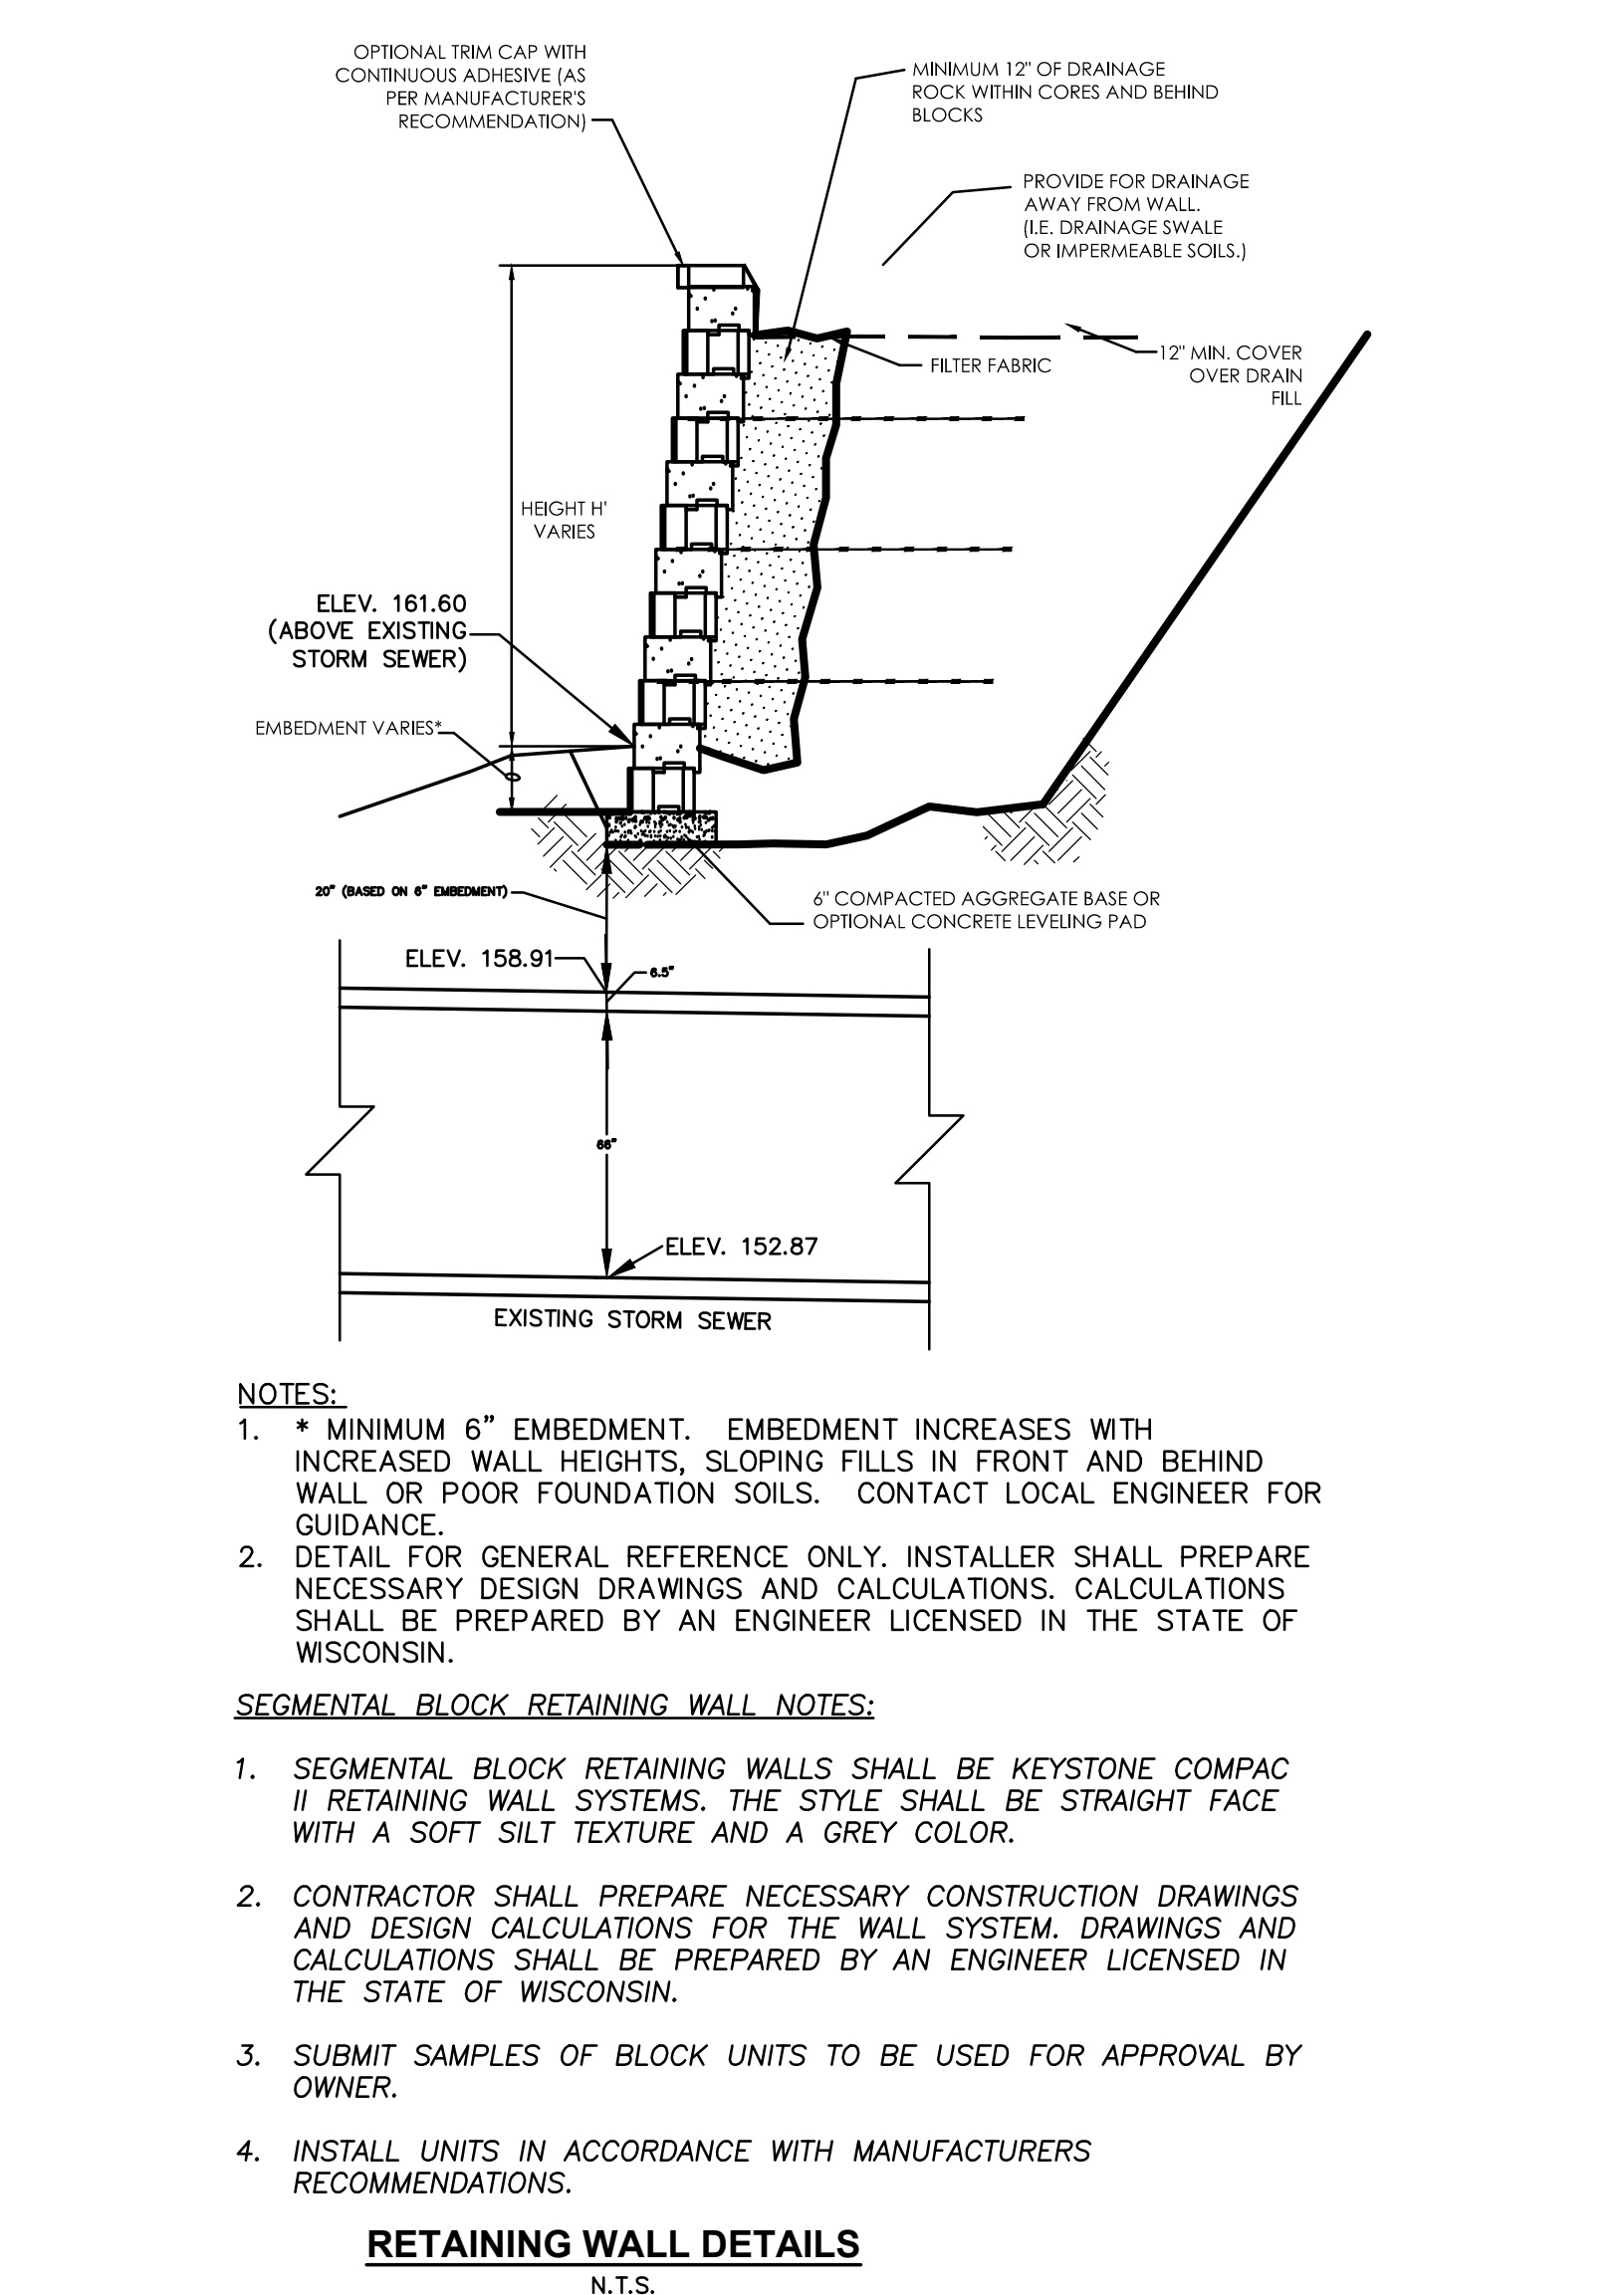 OPTIONAL TRIM CAP WITH
CONTINUOUS ADHESIVE (AS
PER MANUFACTURER'S
RECOMMENDATION)
MINIMUM 12" OF DRAINAGE
ROCK WITHIN CORES AND BEHIND
BLOCKS
PROVIDE FOR DRAINAGE
AWAY FROM WALL.
(I.E. DRAINAGE SWALE
OR IMPERMEABLE SOILS.)
12" MIN. COVER
OVER DRAIN
FILL
FILTER FABRIC
HEIGHT H'
VARIES
ELEV. 161.60
(ABOVE EXISTING
STORM SEWER)
EMBEDMENT VARIES*
20" (BASED ON 6" EMBEDMENT)
6" COMPACTED AGGREGATE BASE OR
OPTIONAL CONCRETE LEVELING PAD
ELEV. 158.91
6.5"
66"
ELEV. 152.87
EXISTING STORM SEWER
NOTES:
1. * MINIMUM 6" EMBEDMENT. EMBEDMENT INCREASES WITH
INCREASED WALL HEIGHTS, SLOPING FILLS IN FRONT AND BEHIND
WALL OR POOR FOUNDATION SOILS. CONTACT LOCAL ENGINEER FOR
GUIDANCE.
2. DETAIL FOR GENERAL REFERENCE ONLY. INSTALLER SHALL PREPARE
NECESSARY DESIGN DRAWINGS AND CALCULATIONS. CALCULATIONS
SHALL BE PREPARED BY AN ENGINEER LICENSED IN THE STATE OF
WISCONSIN.
SEGMENTAL BLOCK RETAINING WALL NOTES:
1. SEGMENTAL BLOCK RETAINING WALLS SHALL BE KEYSTONE COMPAC
II RETAINING WALL SYSTEMS. THE STYLE SHALL BE STRAIGHT FACE
WITH A SOFT SILT TEXTURE AND A GREY COLOR.
2. CONTRACTOR SHALL PREPARE NECESSARY CONSTRUCTION DRAWINGS
AND DESIGN CALCULATIONS FOR THE WALL SYSTEM. DRAWINGS AND
CALCULATIONS SHALL BE PREPARED BY AN ENGINEER LICENSED IN
THE STATE OF WISCONSIN.
3. SUBMIT SAMPLES OF BLOCK UNITS TO BE USED FOR APPROVAL BY
OWNER.
4. INSTALL UNITS IN ACCORDANCE WITH MANUFACTURERS
RECOMMENDATIONS.
RETAINING WALL DETAILS
N.T.S.